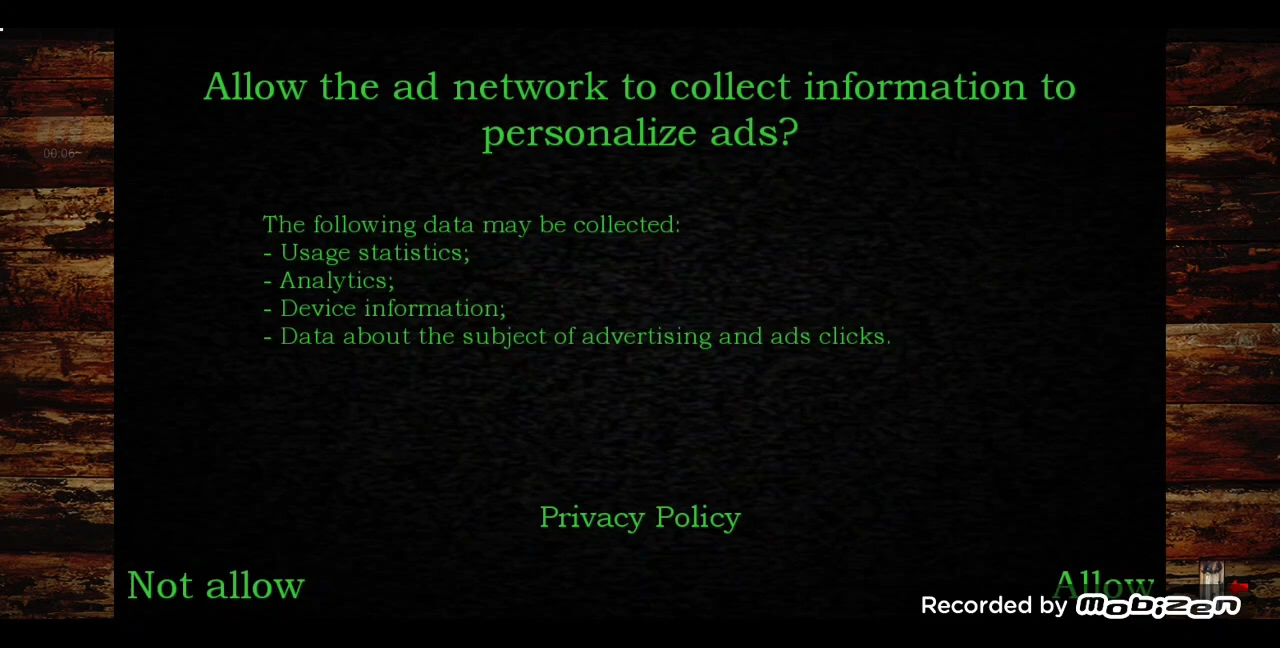 Allow the ad network to collect information to
personalize ads?
00:06
The following data may be collected:
- Usage statistics;
- Analytics;
- Device information;
- Data about the subject of advertising and ads clicks.
Privacy Policy
Not allow
Allow
Recorded by mobizen